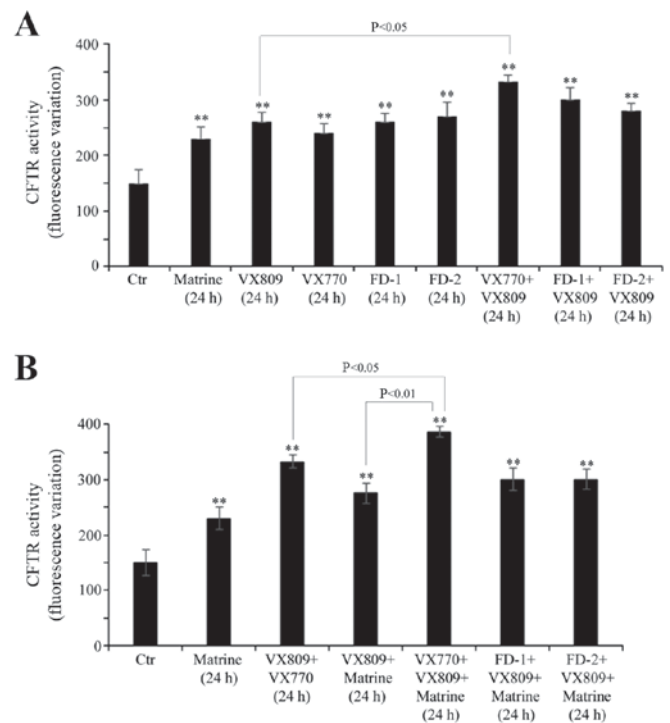 A
P<0.05
400
300
200
100
0
CFTR activity
(fluorescence variation)
**
**
**
**
**
**
**
**
Ctr
Matrine
(24 h)
VX809
(24 h)
VX770
(24 h)
FD-1
(24 h)
FD-2
(24 h)
VX770+
VX809
(24 h)
FD-1+
VX809
(24 h)
FD-2+
VX809
(24 h)
B
P<0.05
P<0.01
400
300
200
100
0
CFTR activity
(fluorescence variation)
**
**
**
**
**
**
Ctr
Matrine
(24 h)
VX809+
VX770
(24 h)
VX809+
Matrine
(24 h)
VX770+
VX809+
Matrine
(24 h)
FD-1+
VX809+
Matrine
(24 h)
FD-2+
VX809+
Matrine
(24 h)